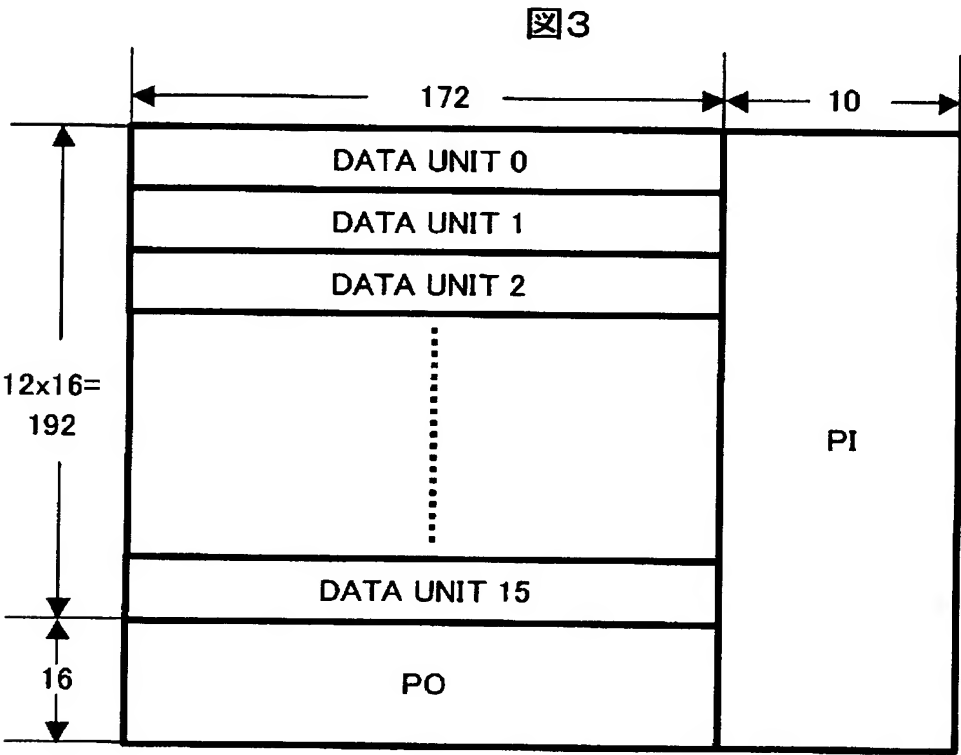 図3
172
10
DATA UNIT 0
DATA UNIT 1
DATA UNIT 2
12x16=
192
PI
DATA UNIT 15
16
PO